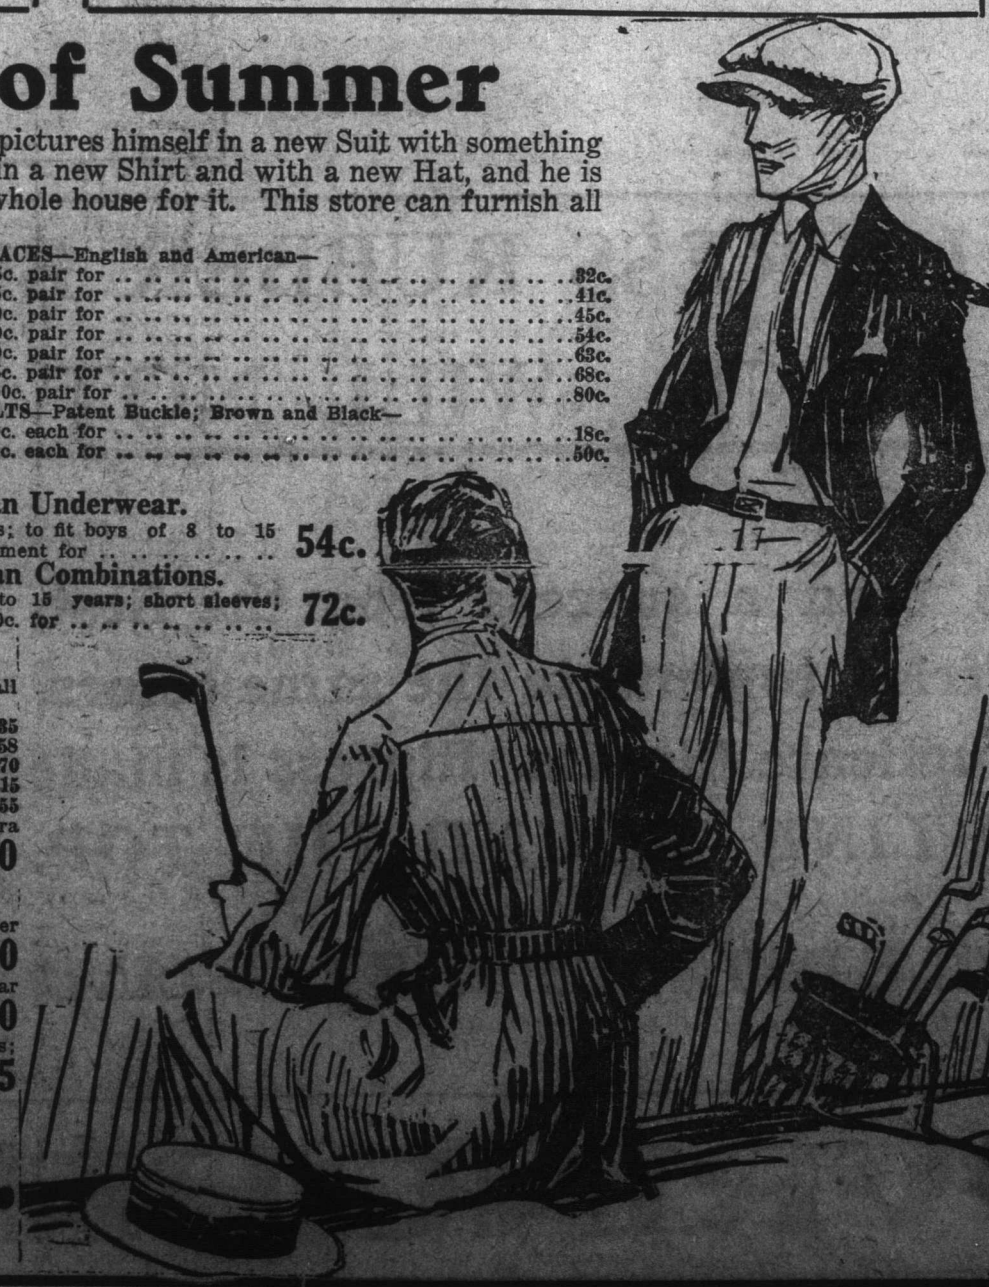 of Summer
pictures himself in a new Suit with something
in a new Shirt and with a new Hat, and he is
whole house for it. This store can furnish all
ACES—English and American—
c. pair for .. .. .. .. .. .. .. .. .. .. .. .. .. .. .. .. 32c.
c. pair for .. .. .. .. .. .. .. .. .. .. .. .. .. .. .. .. 41c.
c. pair for .. .. .. .. .. .. .. .. .. .. .. .. .. .. .. .. 45c.
c. pair for .. .. .. .. .. .. .. .. .. .. .. .. .. .. .. .. 54c.
c. pair for .. .. .. .. .. .. .. .. .. .. .. .. .. .. .. .. 63c.
c. pair for .. .. .. .. .. .. .. .. .. .. .. .. .. .. .. .. 68c.
0c. pair for .. .. .. .. .. .. .. .. .. .. .. .. .. .. .. .. 80c.
LTS—Patent Buckle; Brown and Black—
c. each for .. .. .. .. .. .. .. .. .. .. .. .. .. .. .. .. 18c.
c. each for .. .. .. .. .. .. .. .. .. .. .. .. .. .. .. .. 50c.
an Underwear.
s; to fit boys of 8 to 15
ment for .. .. .. .. .. .. .. 54c.
an Combinations.
to 15 years; short sleeves;
0c. for .. .. .. .. .. .. .. .. 72c.
All
35
58
70
15
55
ra
0
er
0
ar
0
s:
5